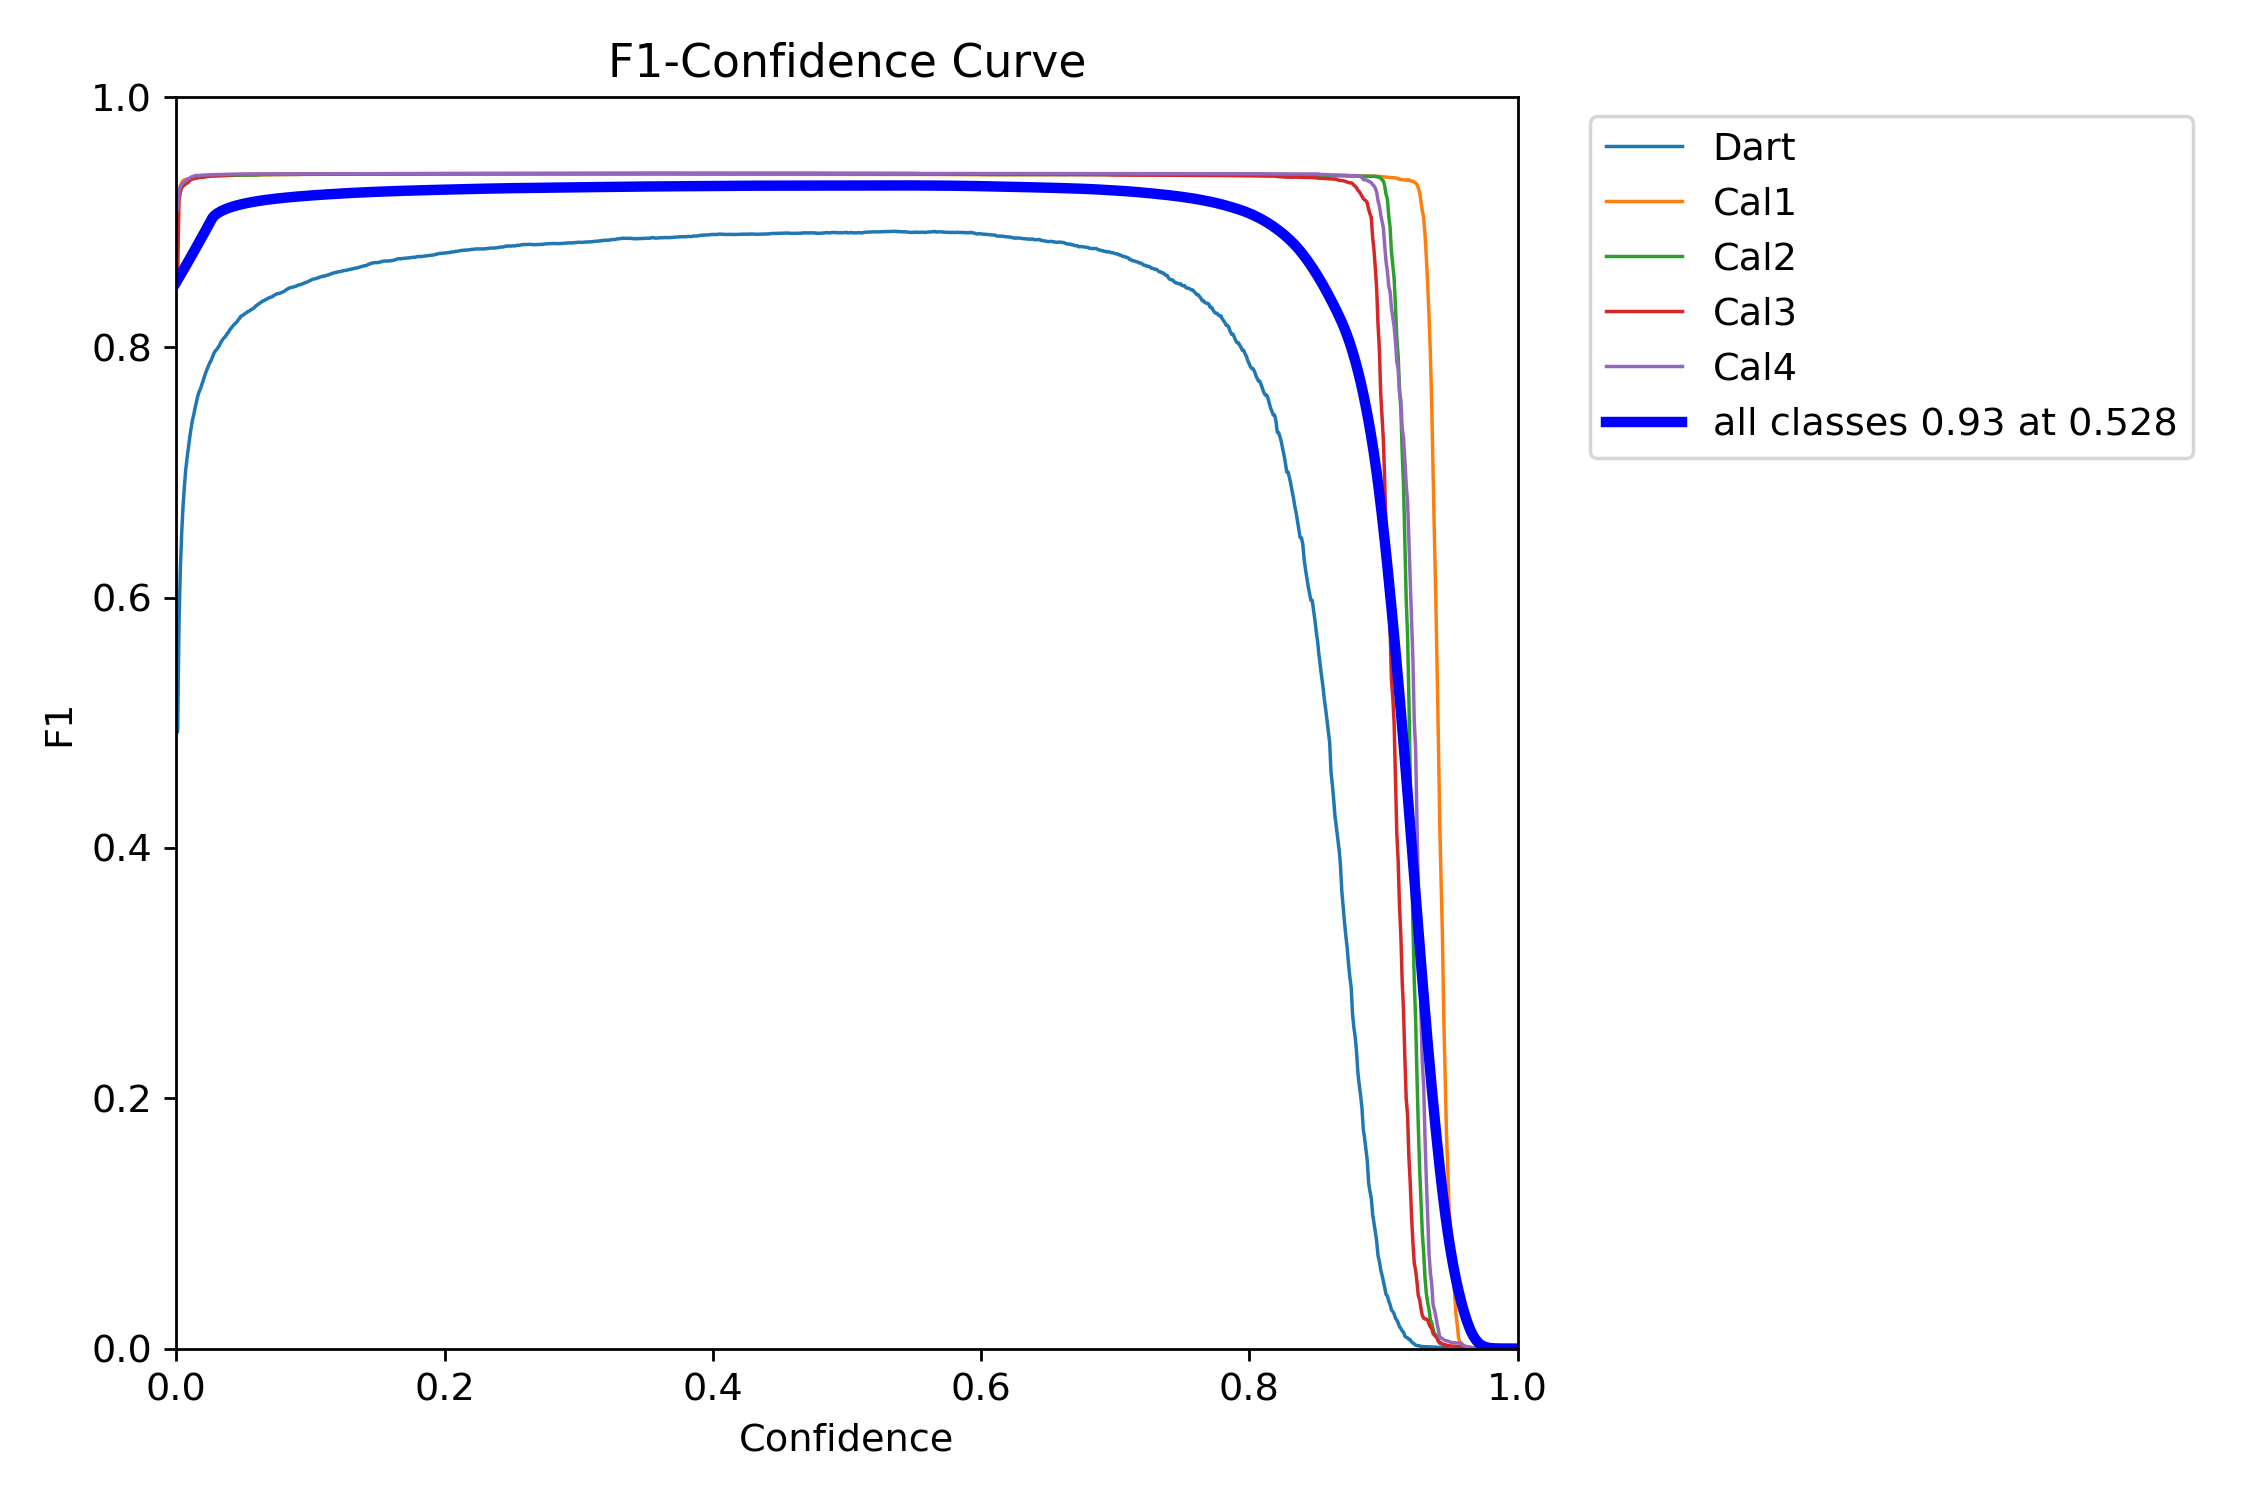 F1-Confidence Curve
1.0
0.8
0.6
0.4
0.2
0.0
F1
0.0 0.2 0.4 0.6 0.8 1.0
Confidence
Dart
Cal1
Cal2
Cal3
Cal4
all classes 0.93 at 0.528